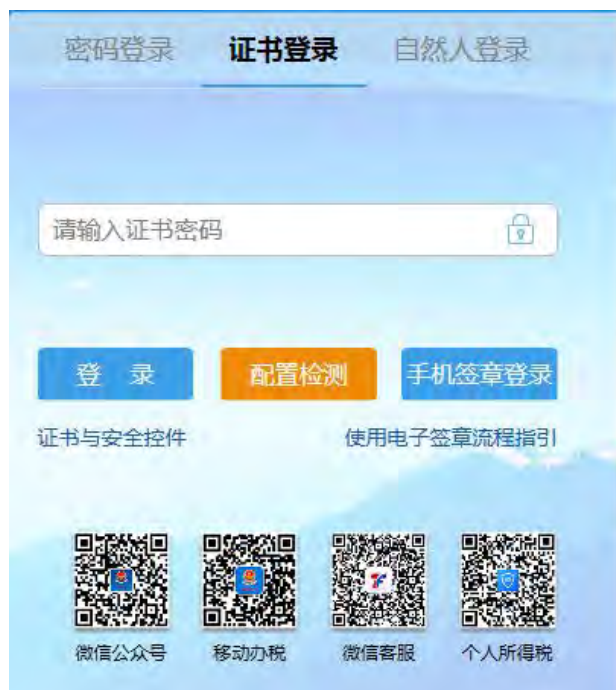 密码登录 证书登录 自然人登录
请输入证书密码
登 录 配置检测 手机签章登录
证书与安全控件 使用电子签章流程指引
微信公众号 移动办税 微信客服 个人所得税